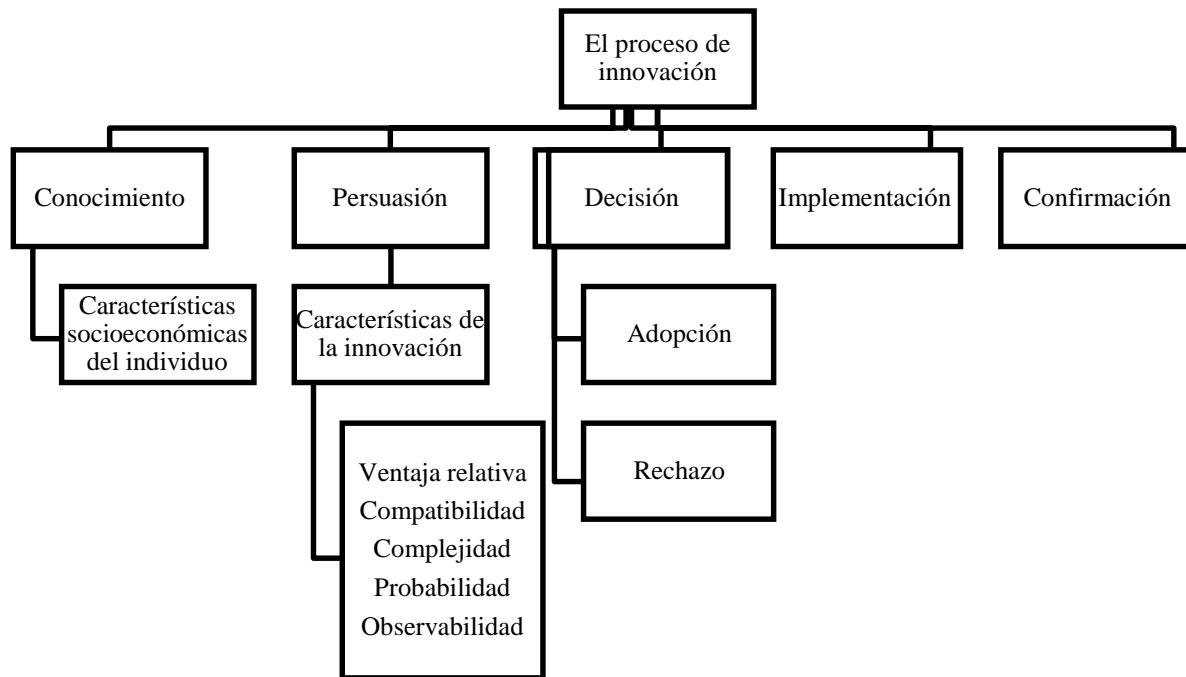 El proceso de
innovación
Conocimiento
Persuasión
Decisión
Implementación
Confirmación
Características
socioeconómicas
del individuo
Características de
la innovación
Adopción
Rechazo
Ventaja relativa
Compatibilidad
Complejidad
Probabilidad
Observabilidad